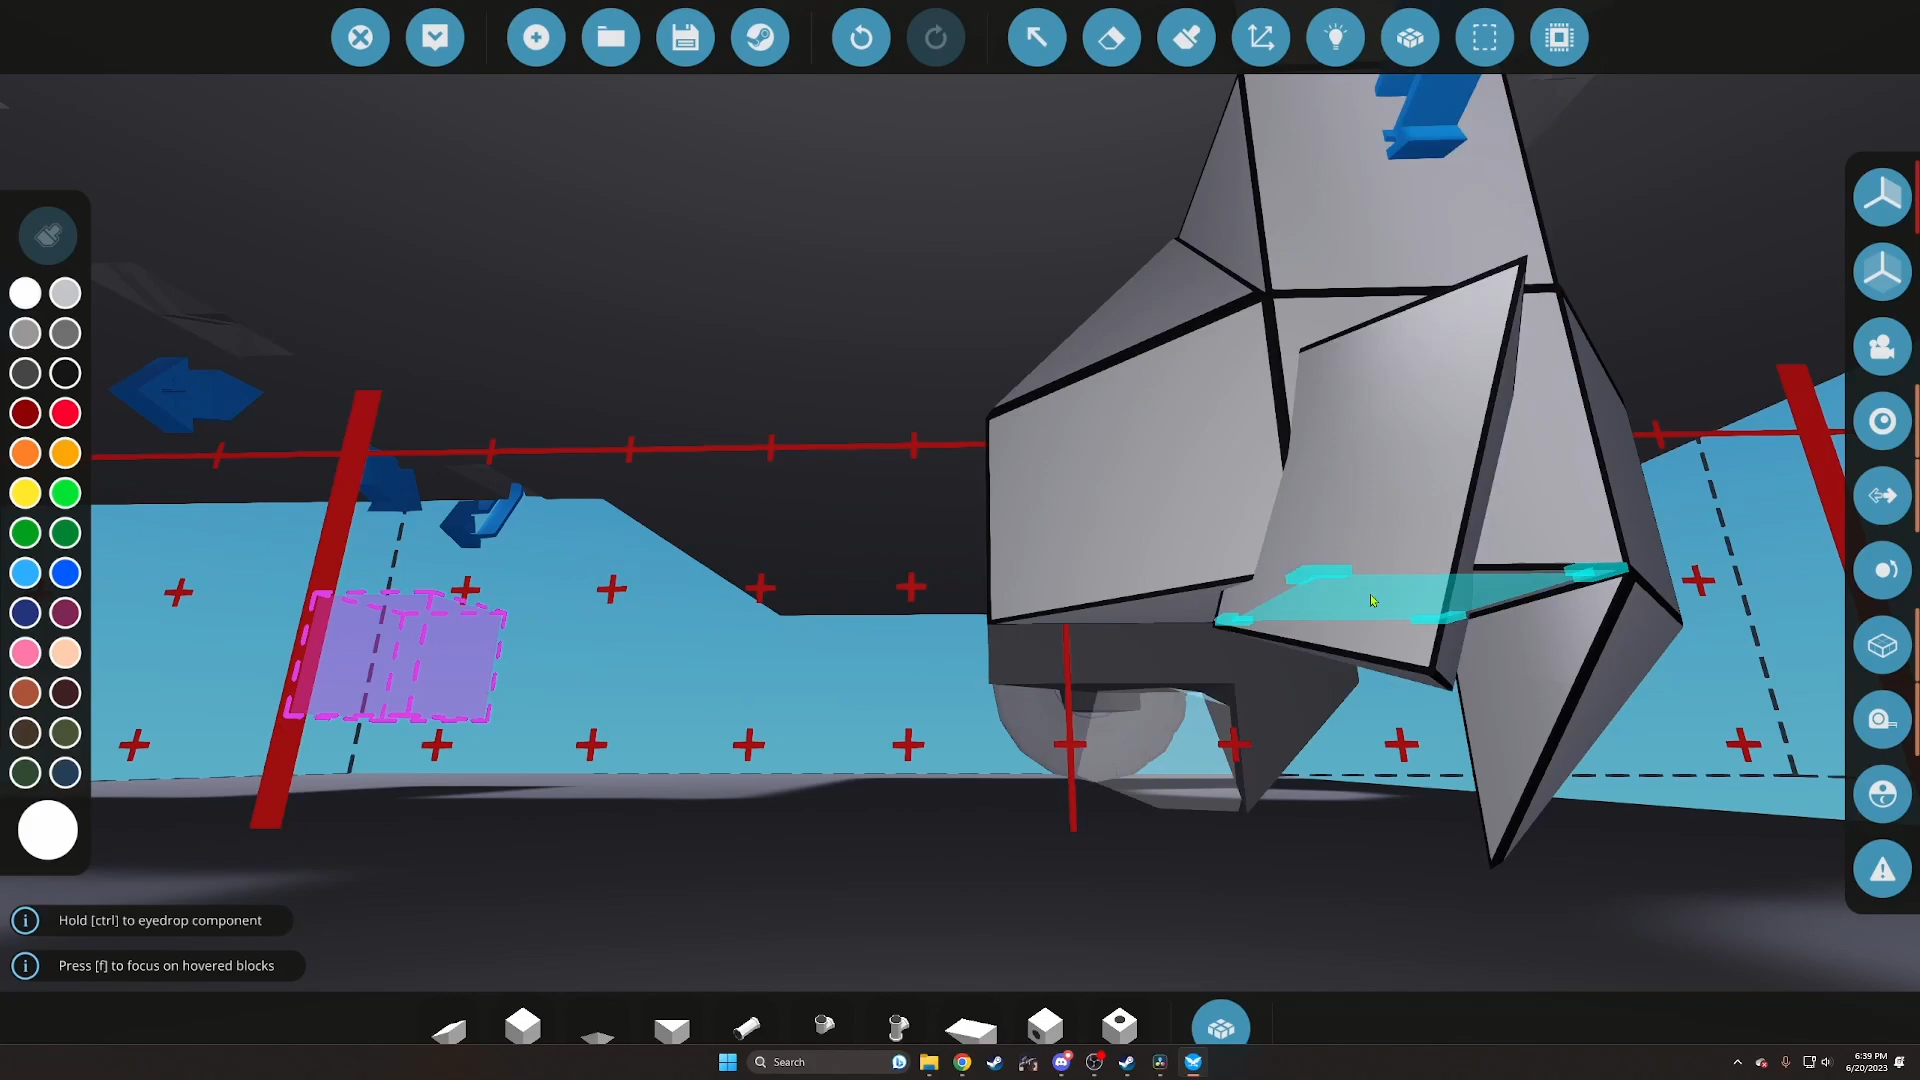 Hold [ctrl] to eyedrop component
Press [f] to focus on hovered blocks
Search
6:39 PM
6/20/2023